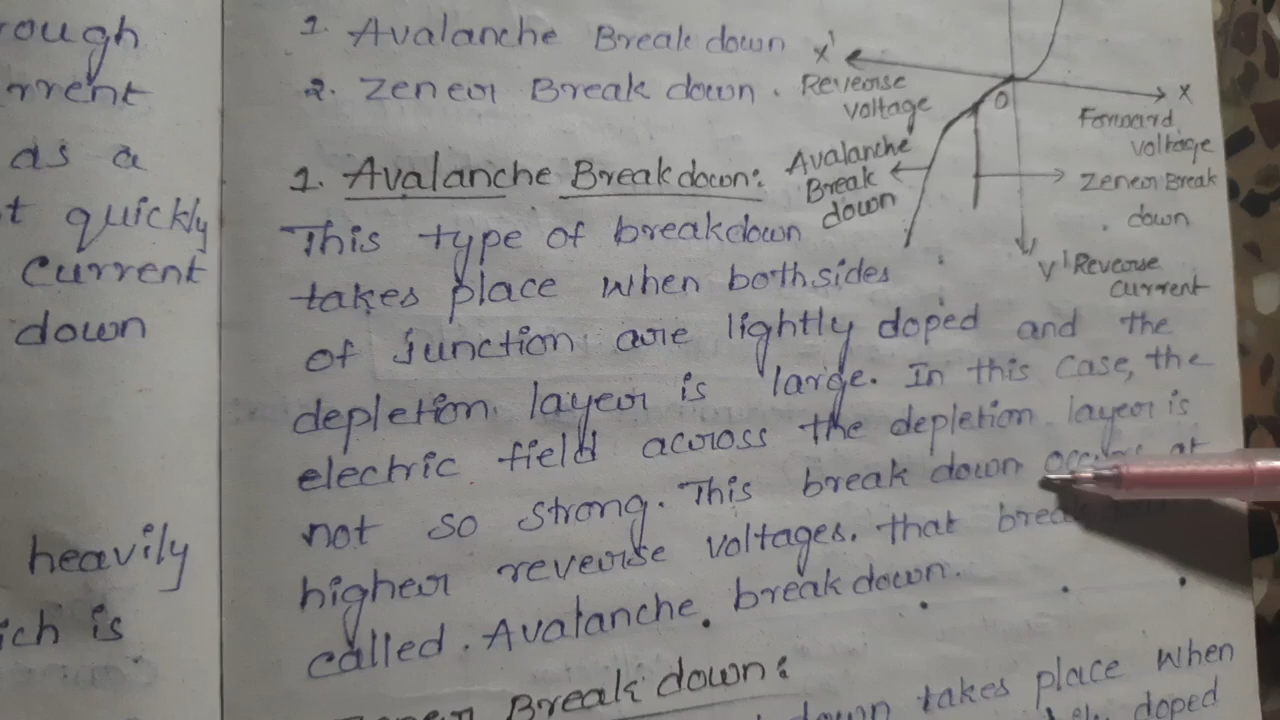 rough
rrent
as a
t quickly
Current
down
heavily
ich is
1. Avalanche Break down
2. Zener Break down.
X'
Reverse
voltage
O
X
Forward
voltage
Avalanche
Break
down
Zener Break
down
Y' Reverse
current
1. Avalanche Breakdown:
This type of breakdown
takes place when both sides
of junction are lightly doped and the
depletion layer is large. In this case, the
electric field across the depletion layer is
not so strong. This break down occurs at
higher reverse voltages. that
called. Avalanche breakdown.
Break down:
takes place when
doped